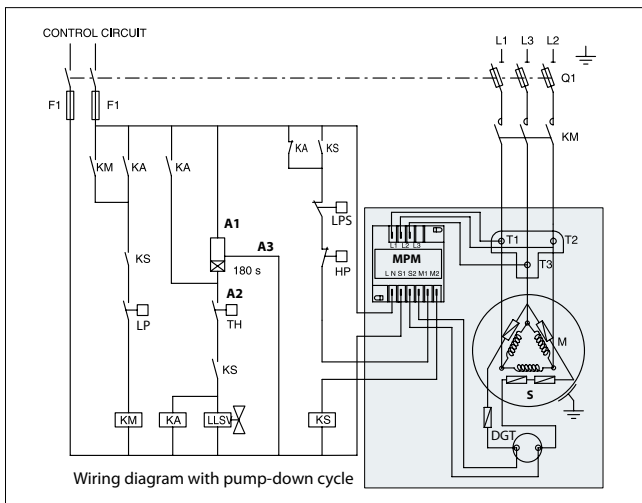 CONTROL CIRCUIT
L1 L3 L2
Q1
F1 F1
KM
KM KA KA KA KS
A1
A3
LPS
180 s
HP
KS
A2
TH
LP
KS
L1 L2 L3
MPM
L N S1 S2 M1 M2
T1 T2
T3
M
S
DGT
KM KA LLSV KS
Wiring diagram with pump-down cycle